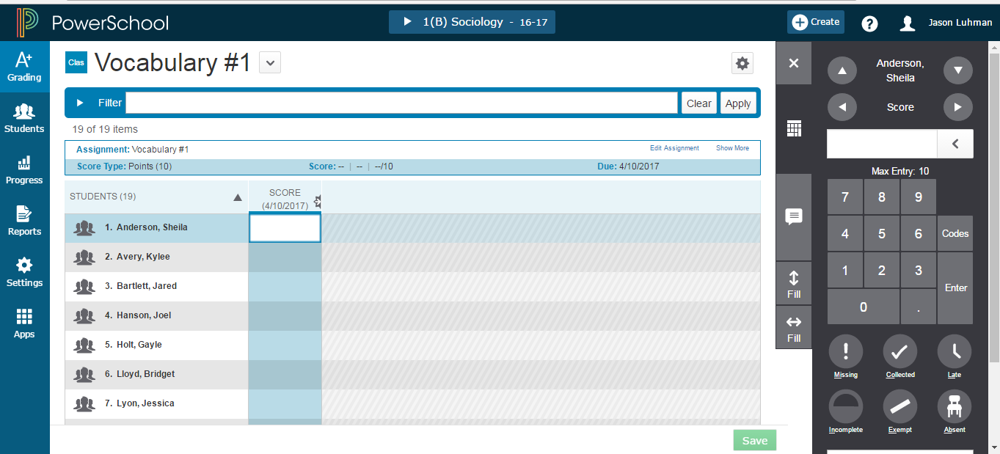 PowerSchool
1(B) Sociology - 16-17
Create
?
Jason Luhman
A+
Grading
Students
Progress
Reports
Settings
Apps
Clas
Vocabulary #1
Filter
Clear
Apply
19 of 19 items
Assignment: Vocabulary #1
Edit Assignment
Show More
Score Type: Points (10)
Score: -- | -- | --/10
Due: 4/10/2017
STUDENTS (19)
SCORE
(4/10/2017)
1. Anderson, Sheila
2. Avery, Kylee
3. Bartlett, Jared
4. Hanson, Joel
5. Holt, Gayle
6. Lloyd, Bridget
7. Lyon, Jessica
Save
Fill
Fill
Anderson,
Sheila
Score
Max Entry: 10
7 8 9
4 5 6 Codes
1 2 3
Enter
0 .
Missing
Collected
Late
Incomplete
Exempt
Absent